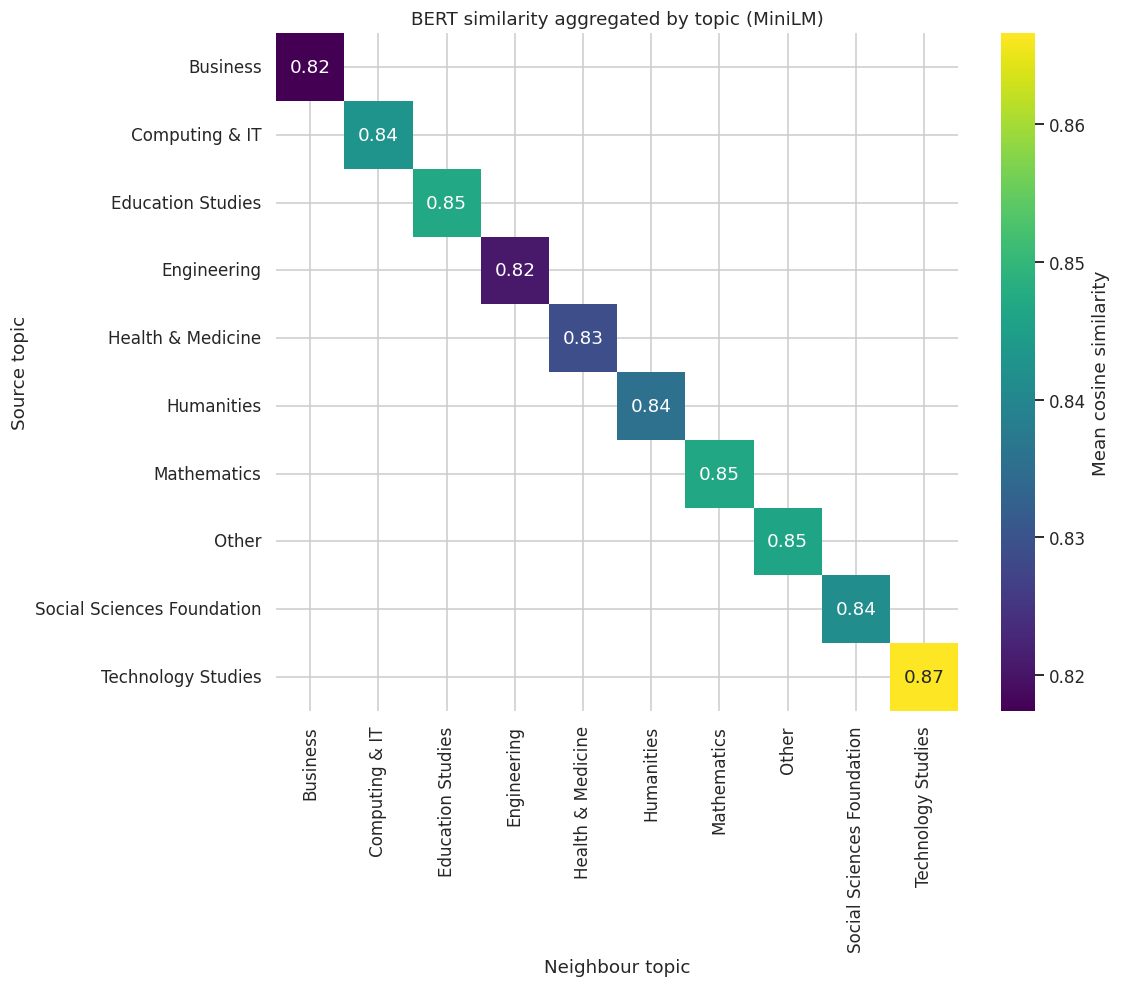 BERT similarity aggregated by topic (MiniLM)
Source topic
Business
Computing & IT
Education Studies
Engineering
Health & Medicine
Humanities
Mathematics
Other
Social Sciences Foundation
Technology Studies
0.82
0.84
0.85
0.82
0.83
0.84
0.85
0.85
0.84
0.87
Business
Computing & IT
Education Studies
Engineering
Health & Medicine
Humanities
Mathematics
Other
Social Sciences Foundation
Technology Studies
Neighbour topic
0.86
0.85
0.84
0.83
0.82
Mean cosine similarity